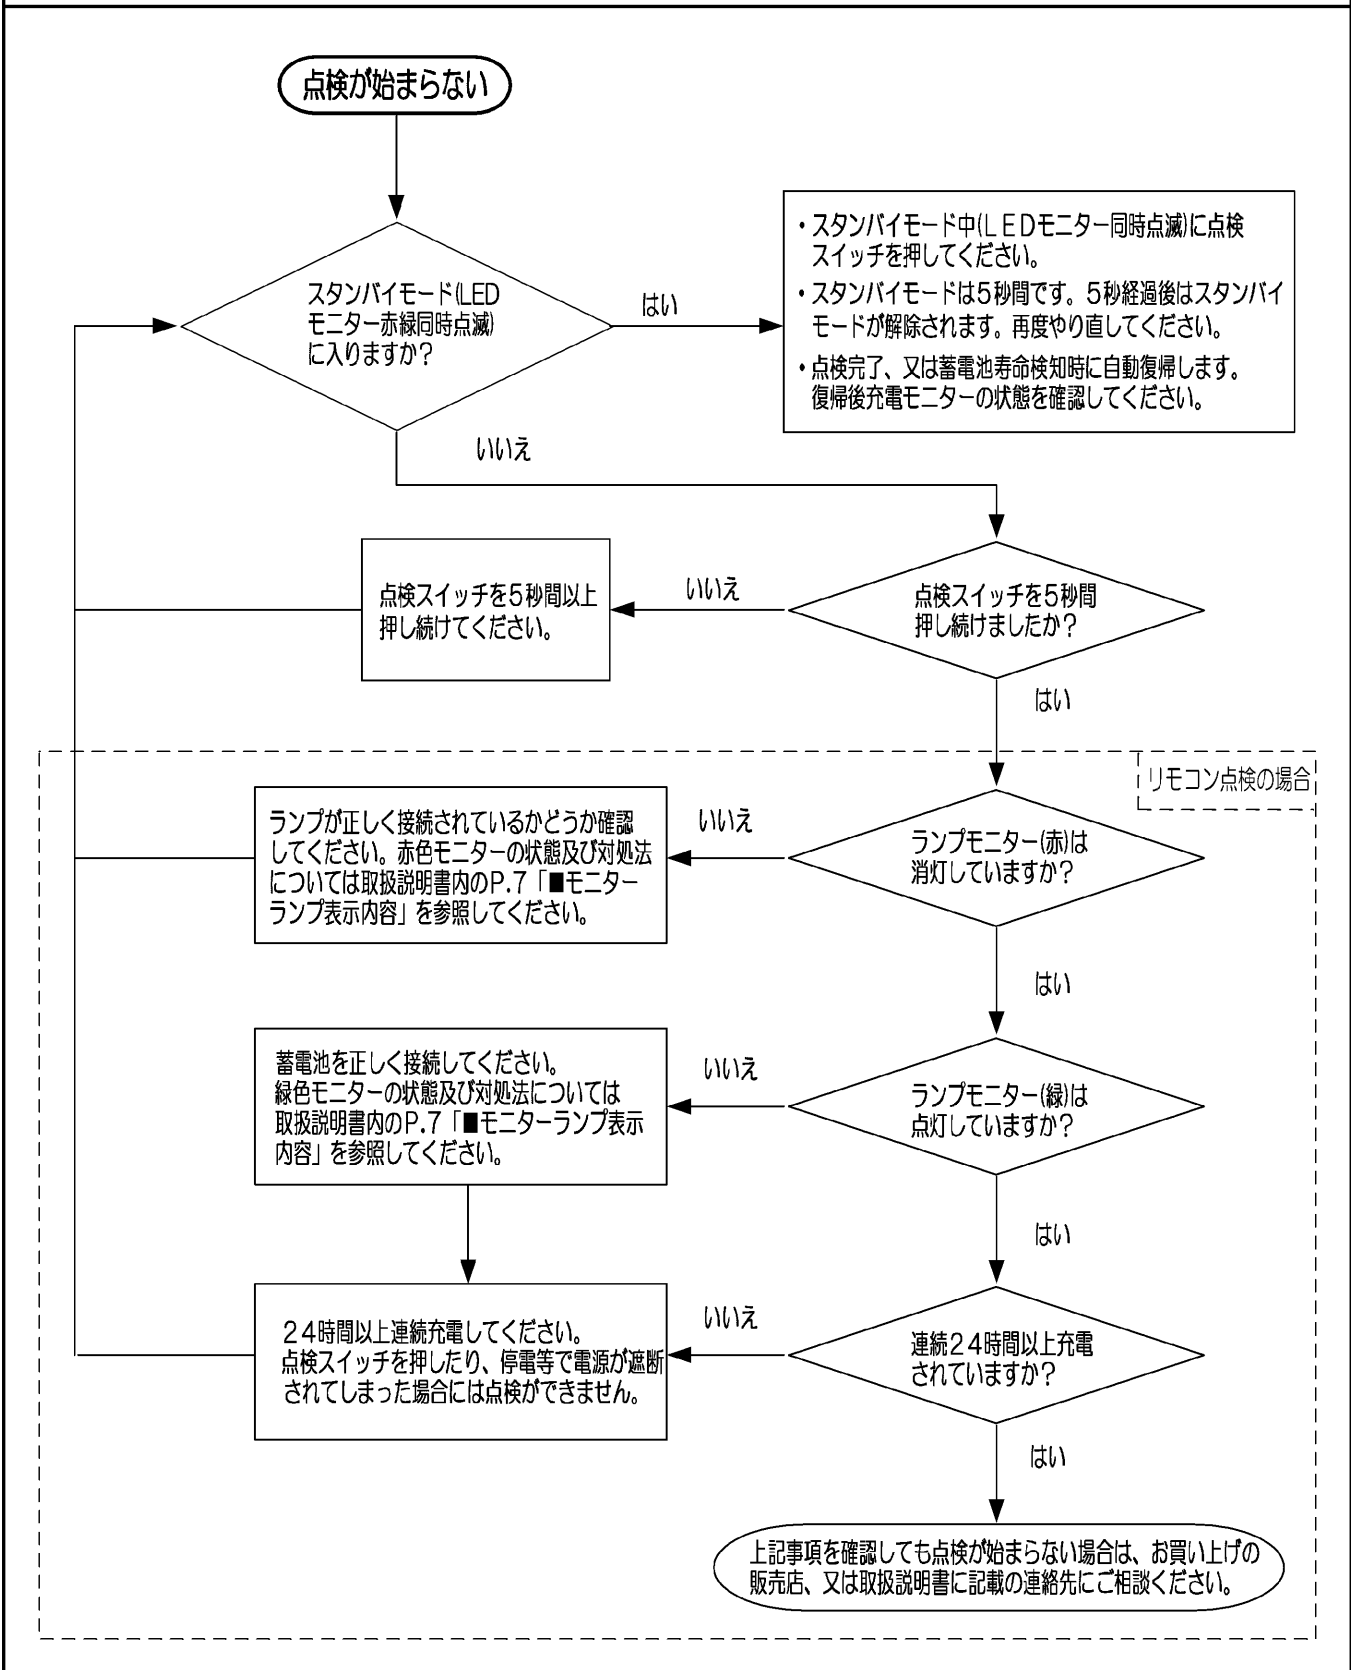 点検が始まらない
スタンバイモード(LED
モニター赤緑同時点滅)
に入りますか？
はい
・スタンバイモード中(ＬＥＤモニター同時点滅)に点検
スイッチを押してください。
・スタンバイモードは５秒間です。５秒経過後はスタンバイ
モードが解除されます。再度やり直してください。
・点検完了、又は蓄電池寿命検知時に自動復帰します。
復帰後充電モニターの状態を確認してください。
いいえ
点検スイッチを５秒間
押し続けましたか？
いいえ
点検スイッチを５秒間以上
押し続けてください。
はい
リモコン点検の場合
ランプモニター(赤)は
消灯していますか？
いいえ
ランプが正しく接続されているかどうか確認
してください。赤色モニターの状態及び対処法
については取扱説明書内のＰ.７「■モニター
ランプ表示内容」を参照してください。
はい
ランプモニター(緑)は
点灯していますか？
いいえ
蓄電池を正しく接続してください。
緑色モニターの状態及び対処法については
取扱説明書内のＰ.７「■モニターランプ表示
内容」を参照してください。
はい
連続２４時間以上充電
されていますか？
いいえ
２４時間以上連続充電してください。
点検スイッチを押したり、停電等で電源が遮断
されてしまった場合には点検ができません。
はい
上記事項を確認しても点検が始まらない場合は、お買い上げの
販売店、又は取扱説明書に記載の連絡先にご相談ください。